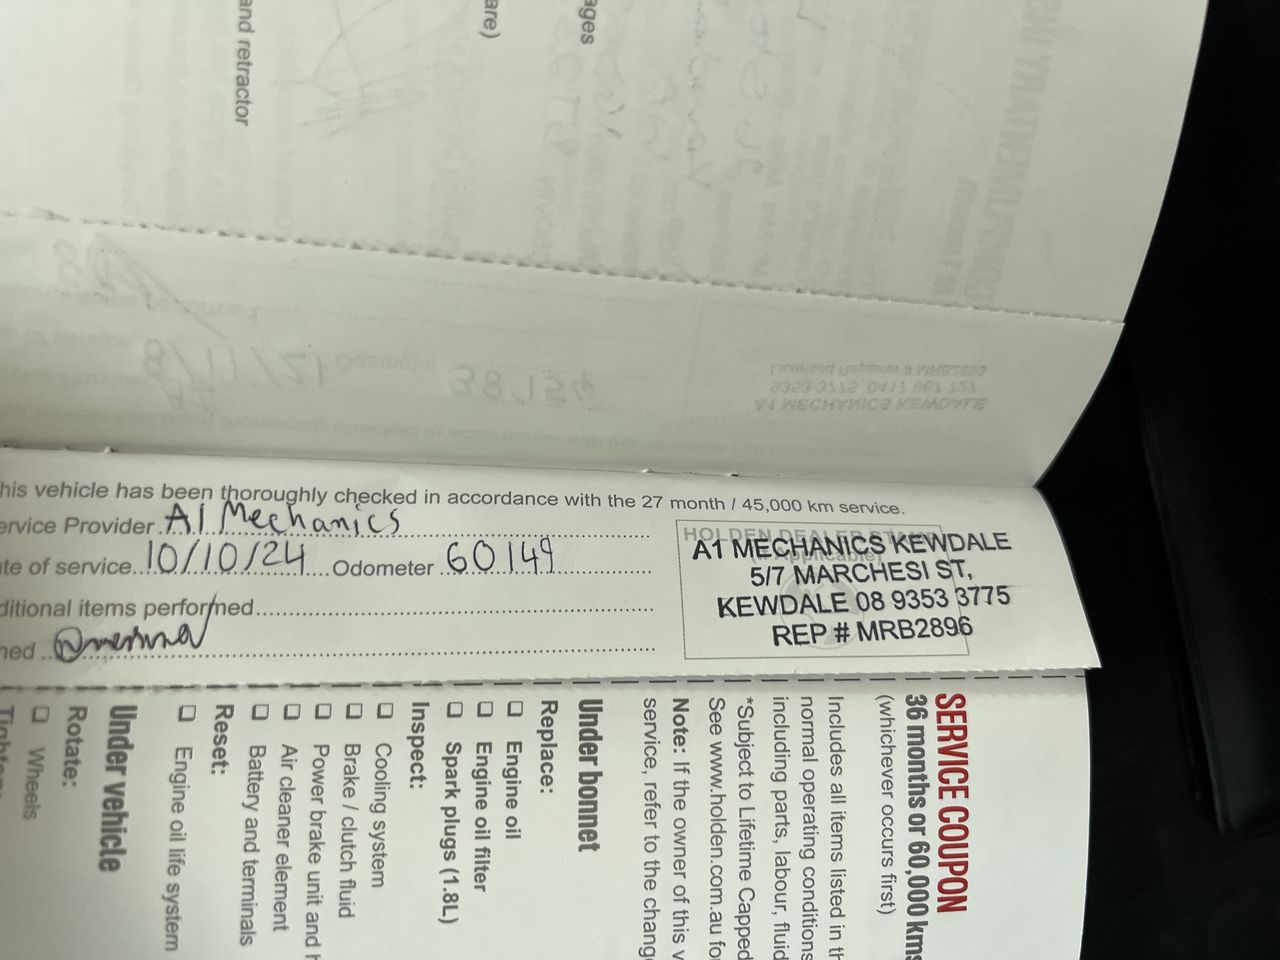 and retractor
are)
ages
his vehicle has been thoroughly checked in accordance with the 27 month / 45,000 km service.
ervice Provider A1 Mechanics
te of service 10/10/24 Odometer 60149
ditional items performed
ned
HOLDEN DEALER STAMP
A1 MECHANICS KEWDALE
5/7 MARCHESI ST,
KEWDALE 08 9353 3775
REP # MRB2896
SERVICE COUPON
36 months or 60,000 kms
(whichever occurs first)
Includes all items listed in th
normal operating conditions
including parts, labour, fluid
*Subject to Lifetime Capped
See www.holden.com.au fo
Note: If the owner of this v
service, refer to the chang
Under bonnet
Replace:
Engine oil
Engine oil filter
Spark plugs (1.8L)
Inspect:
Cooling system
Brake / clutch fluid
Power brake unit and h
Air cleaner element
Battery and terminals
Reset:
Engine oil life system
Under vehicle
Rotate:
Wheels
Tighten: